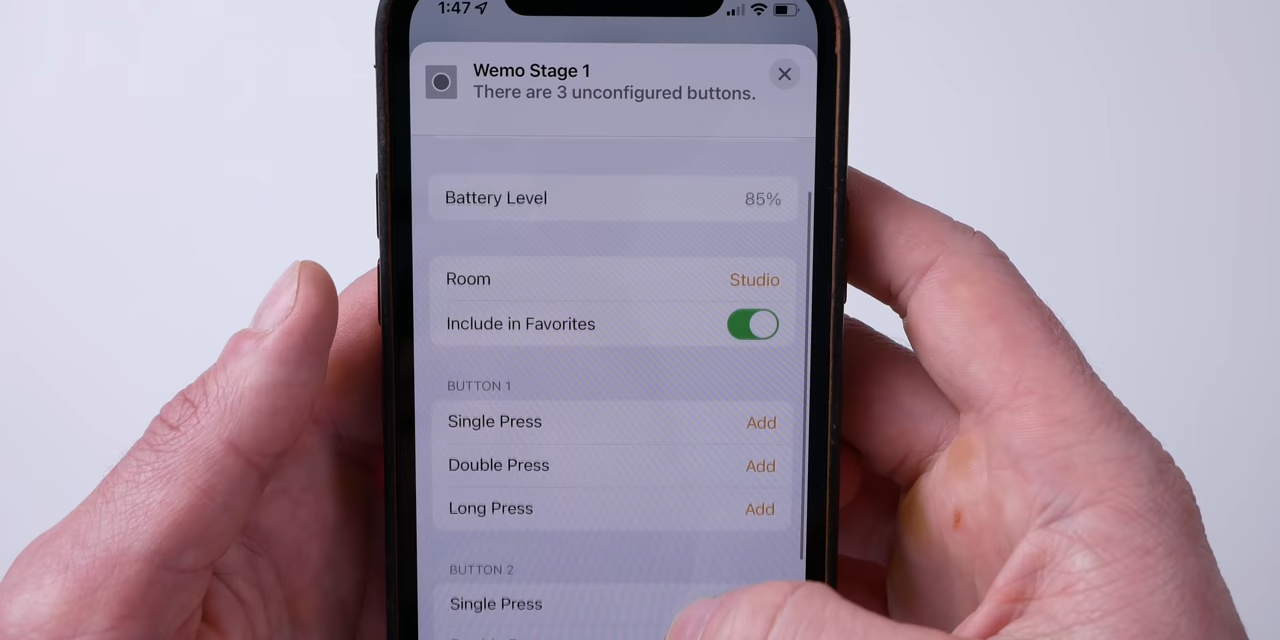 1:47
Wemo Stage 1
There are 3 unconfigured buttons.
Battery Level 85%
Room Studio
Include in Favorites
BUTTON 1
Single Press Add
Double Press Add
Long Press Add
BUTTON 2
Single Press